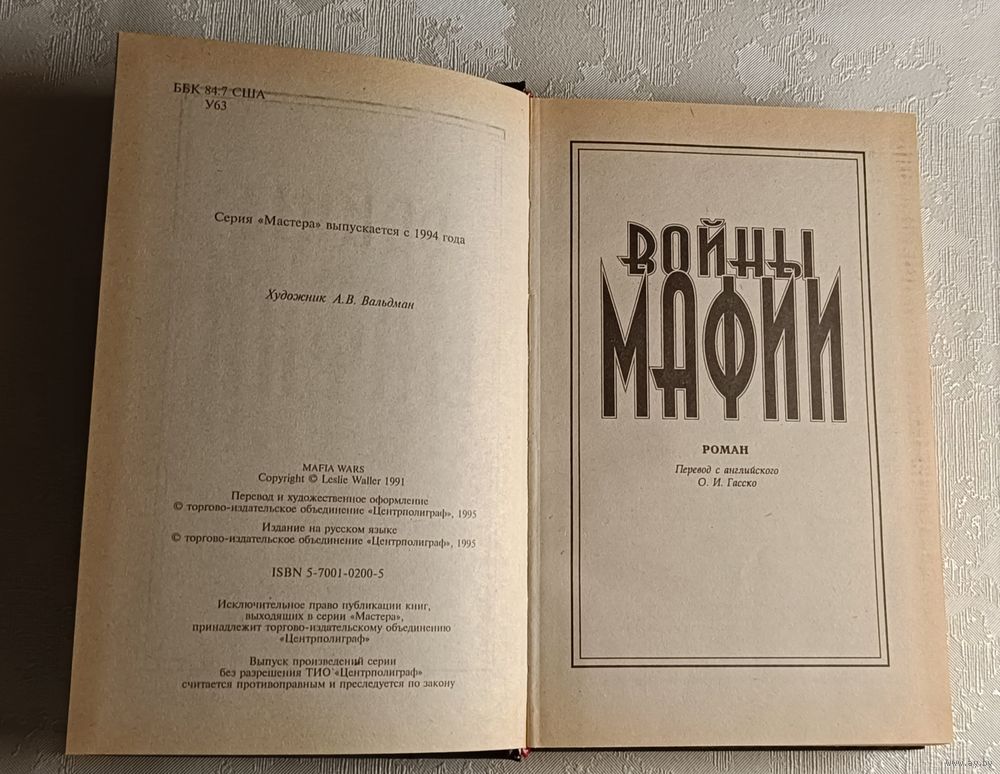 ББК 84.7 США
У63
Серия «Мастера» выпускается с 1994 года
Художник А.В. Вальдман
MAFIA WARS
Copyright © Leslie Waller 1991
Перевод и художественное оформление
© торгово-издательское объединение «Центрполиграф», 1995
Издание на русском языке
© торгово-издательское объединение «Центрполиграф», 1995
ISBN 5-7001-0200-5
Исключительное право публикации книг,
выходящих в серии «Мастера»,
принадлежит торгово-издательскому объединению
«Центрполиграф»
Выпуск произведений серии
без разрешения ТИО «Центрполиграф»
считается противоправным и преследуется по закону
ВОЙНЫ
МАФИИ
РОМАН
Перевод с английского
О. И. Гасско
www.ay.by